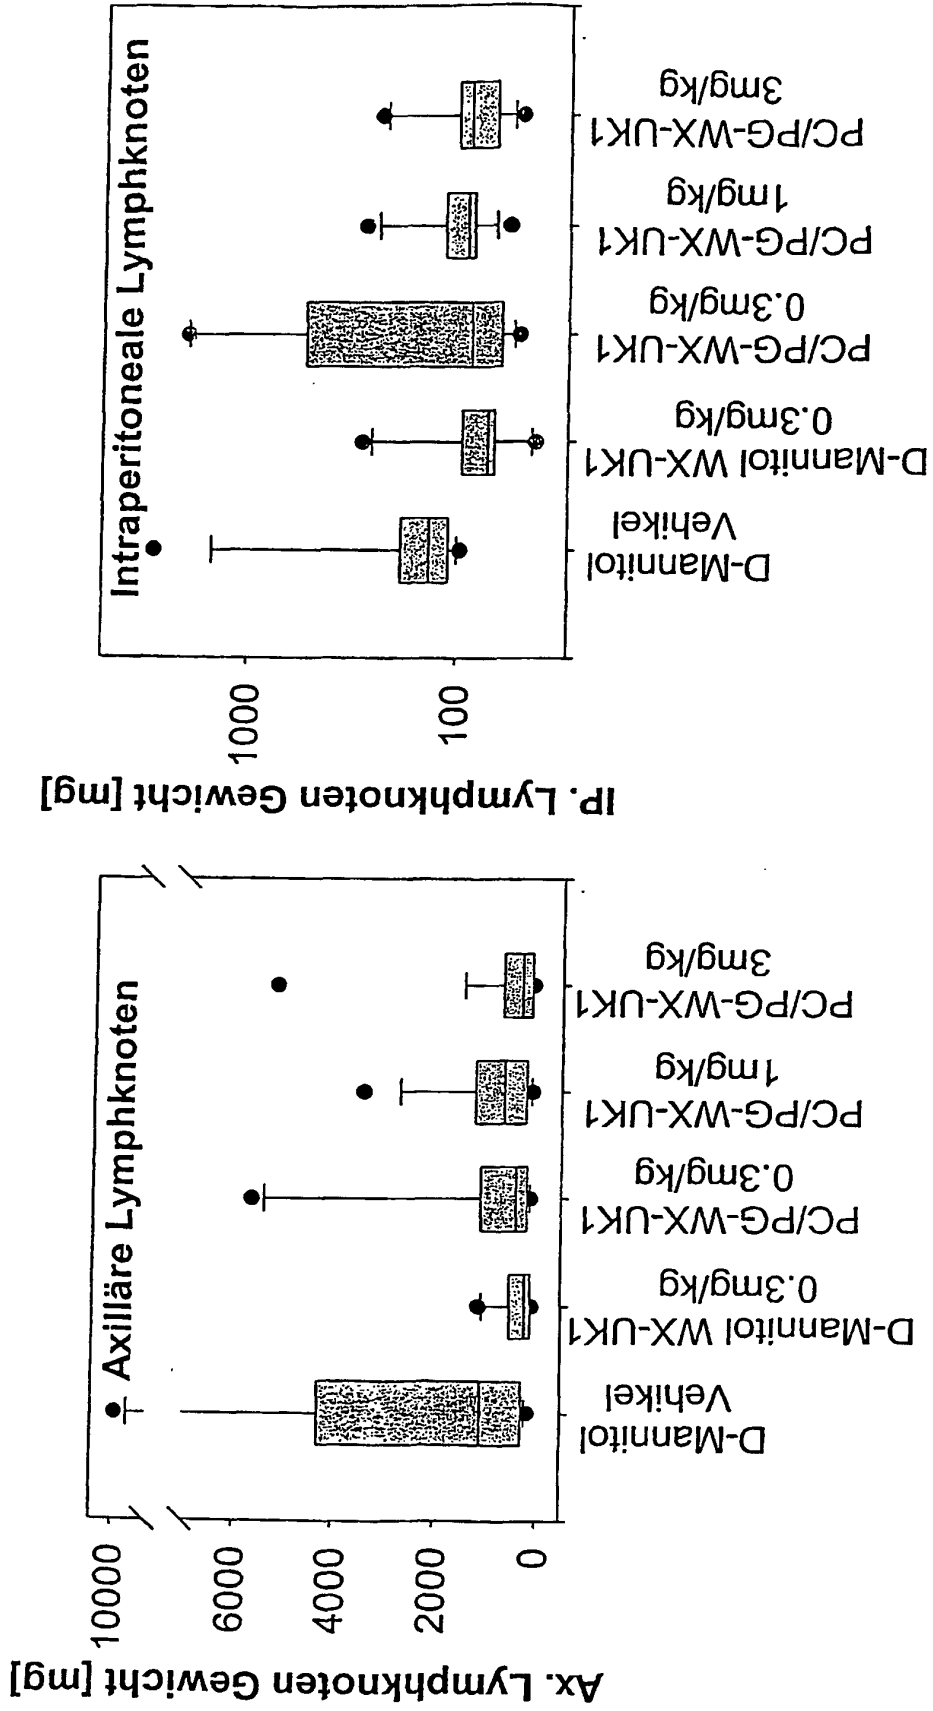 Ax. Lymphknoten Gewicht [mg]
10000
6000
4000
2000
0
Axilläre Lymphknoten
D-Mannitol
Vehikel
D-Mannitol WX-UK1
0.3mg/kg
PC/PG-WX-UK1
0.3mg/kg
PC/PG-WX-UK1
1mg/kg
PC/PG-WX-UK1
3mg/kg
IP. Lymphknoten Gewicht [mg]
1000
100
Intraperitoneale Lymphknoten
D-Mannitol
Vehikel
D-Mannitol WX-UK1
0.3mg/kg
PC/PG-WX-UK1
0.3mg/kg
PC/PG-WX-UK1
1mg/kg
PC/PG-WX-UK1
3mg/kg